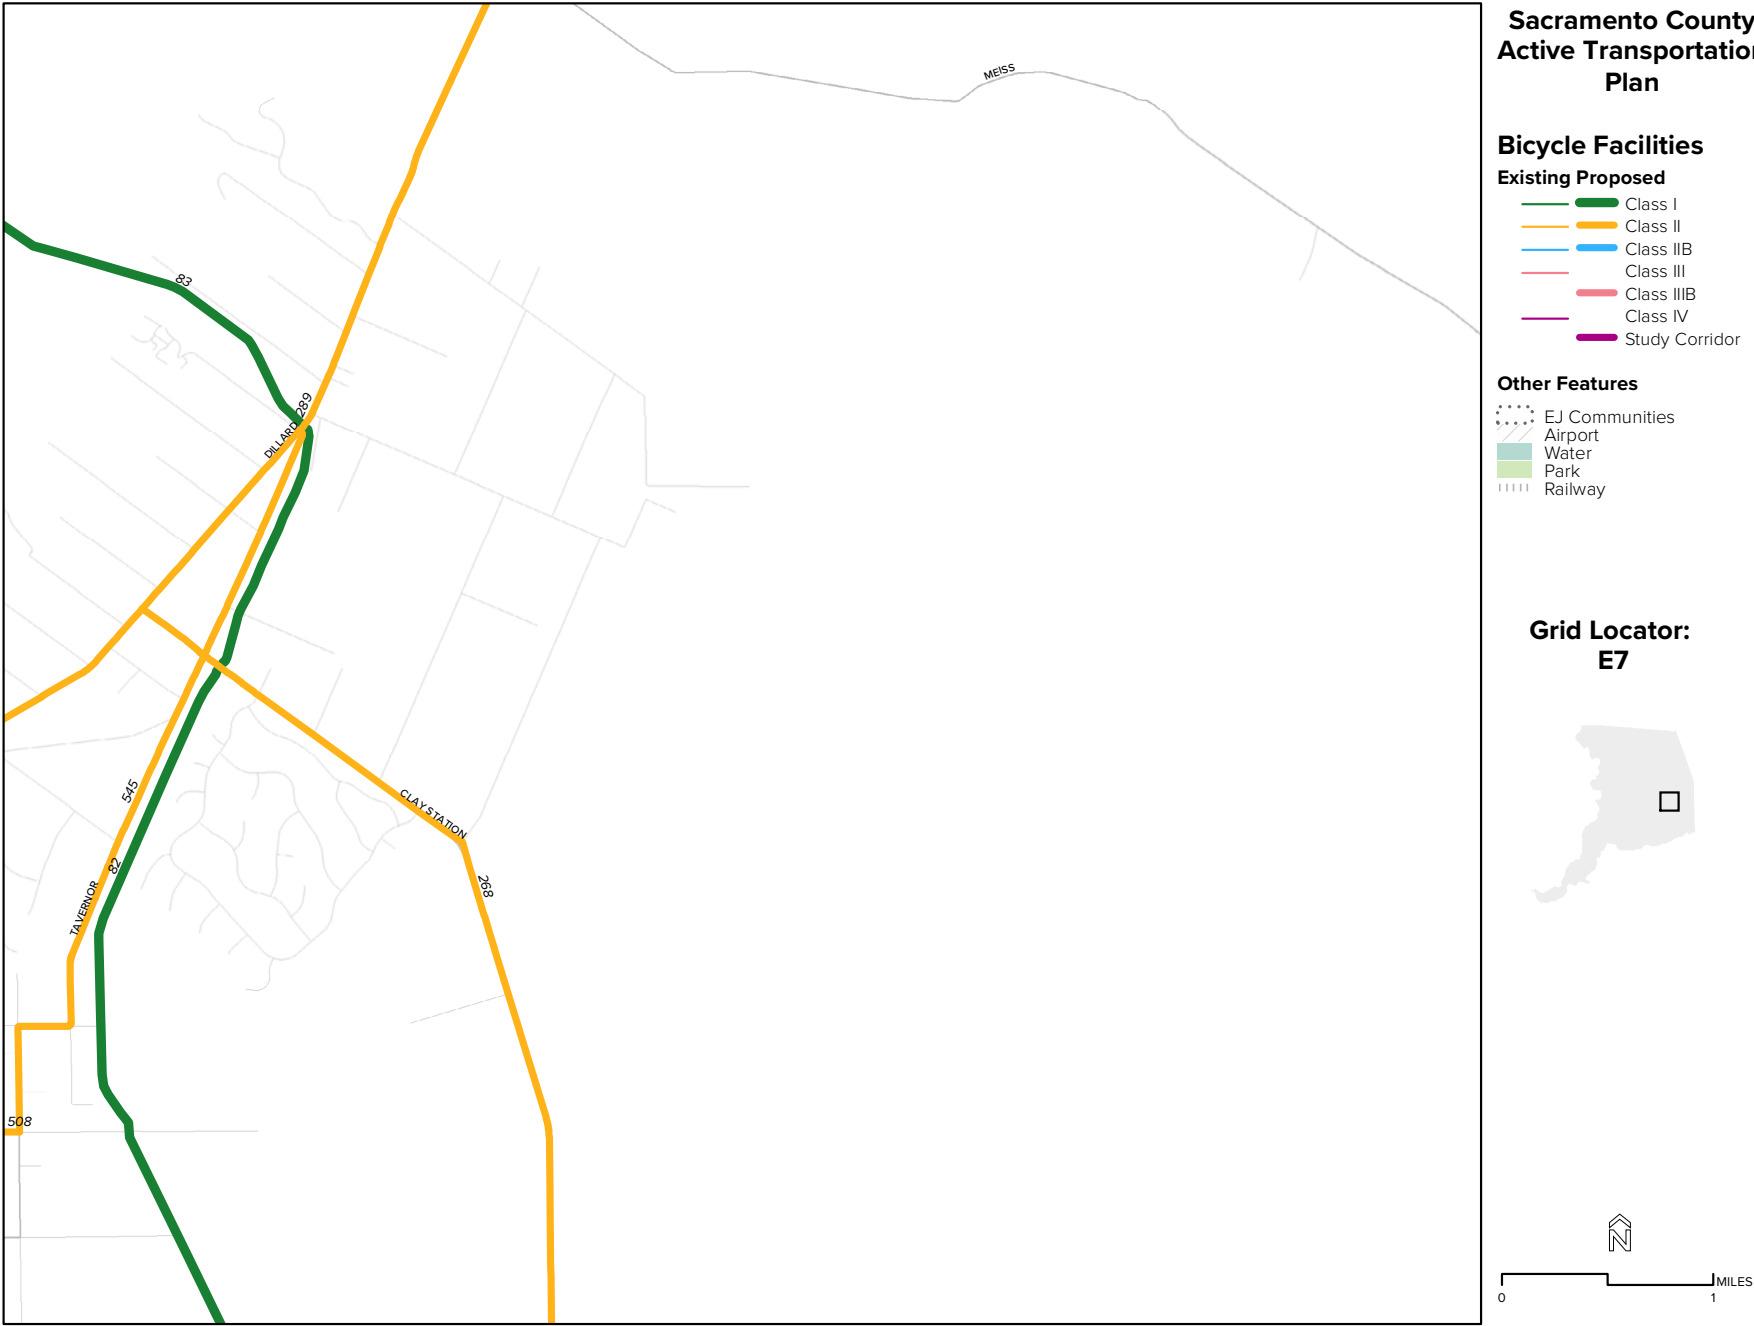 Sacramento County
Active Transportation
Plan
Bicycle Facilities
Existing Proposed
Class I
Class II
Class IIB
Class III
Class IIIB
Class IV
Study Corridor
Other Features
EJ Communities
Airport
Water
Park
Railway
Grid Locator:
E7
N
MILES
0 1
MEISS
83
289
DILLARD
545
CLAY STATION
82
268
TAVERNOR
508